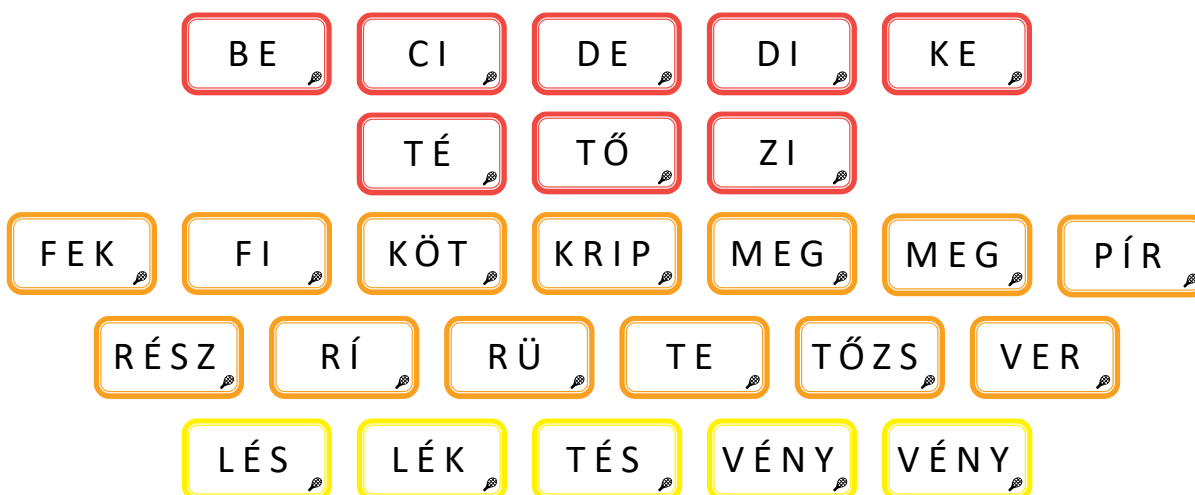 BE CI DE DI KE
TÉ TŐ ZI
FEK FI KÖT KRIP MEG MEG PÍR
RÉSZ RÍ RÜ TE TŐZS VER
LÉS LÉK TÉS VÉNY VÉNY